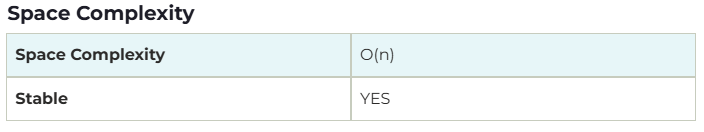 Space Complexity
Space Complexity O(n)
Stable YES